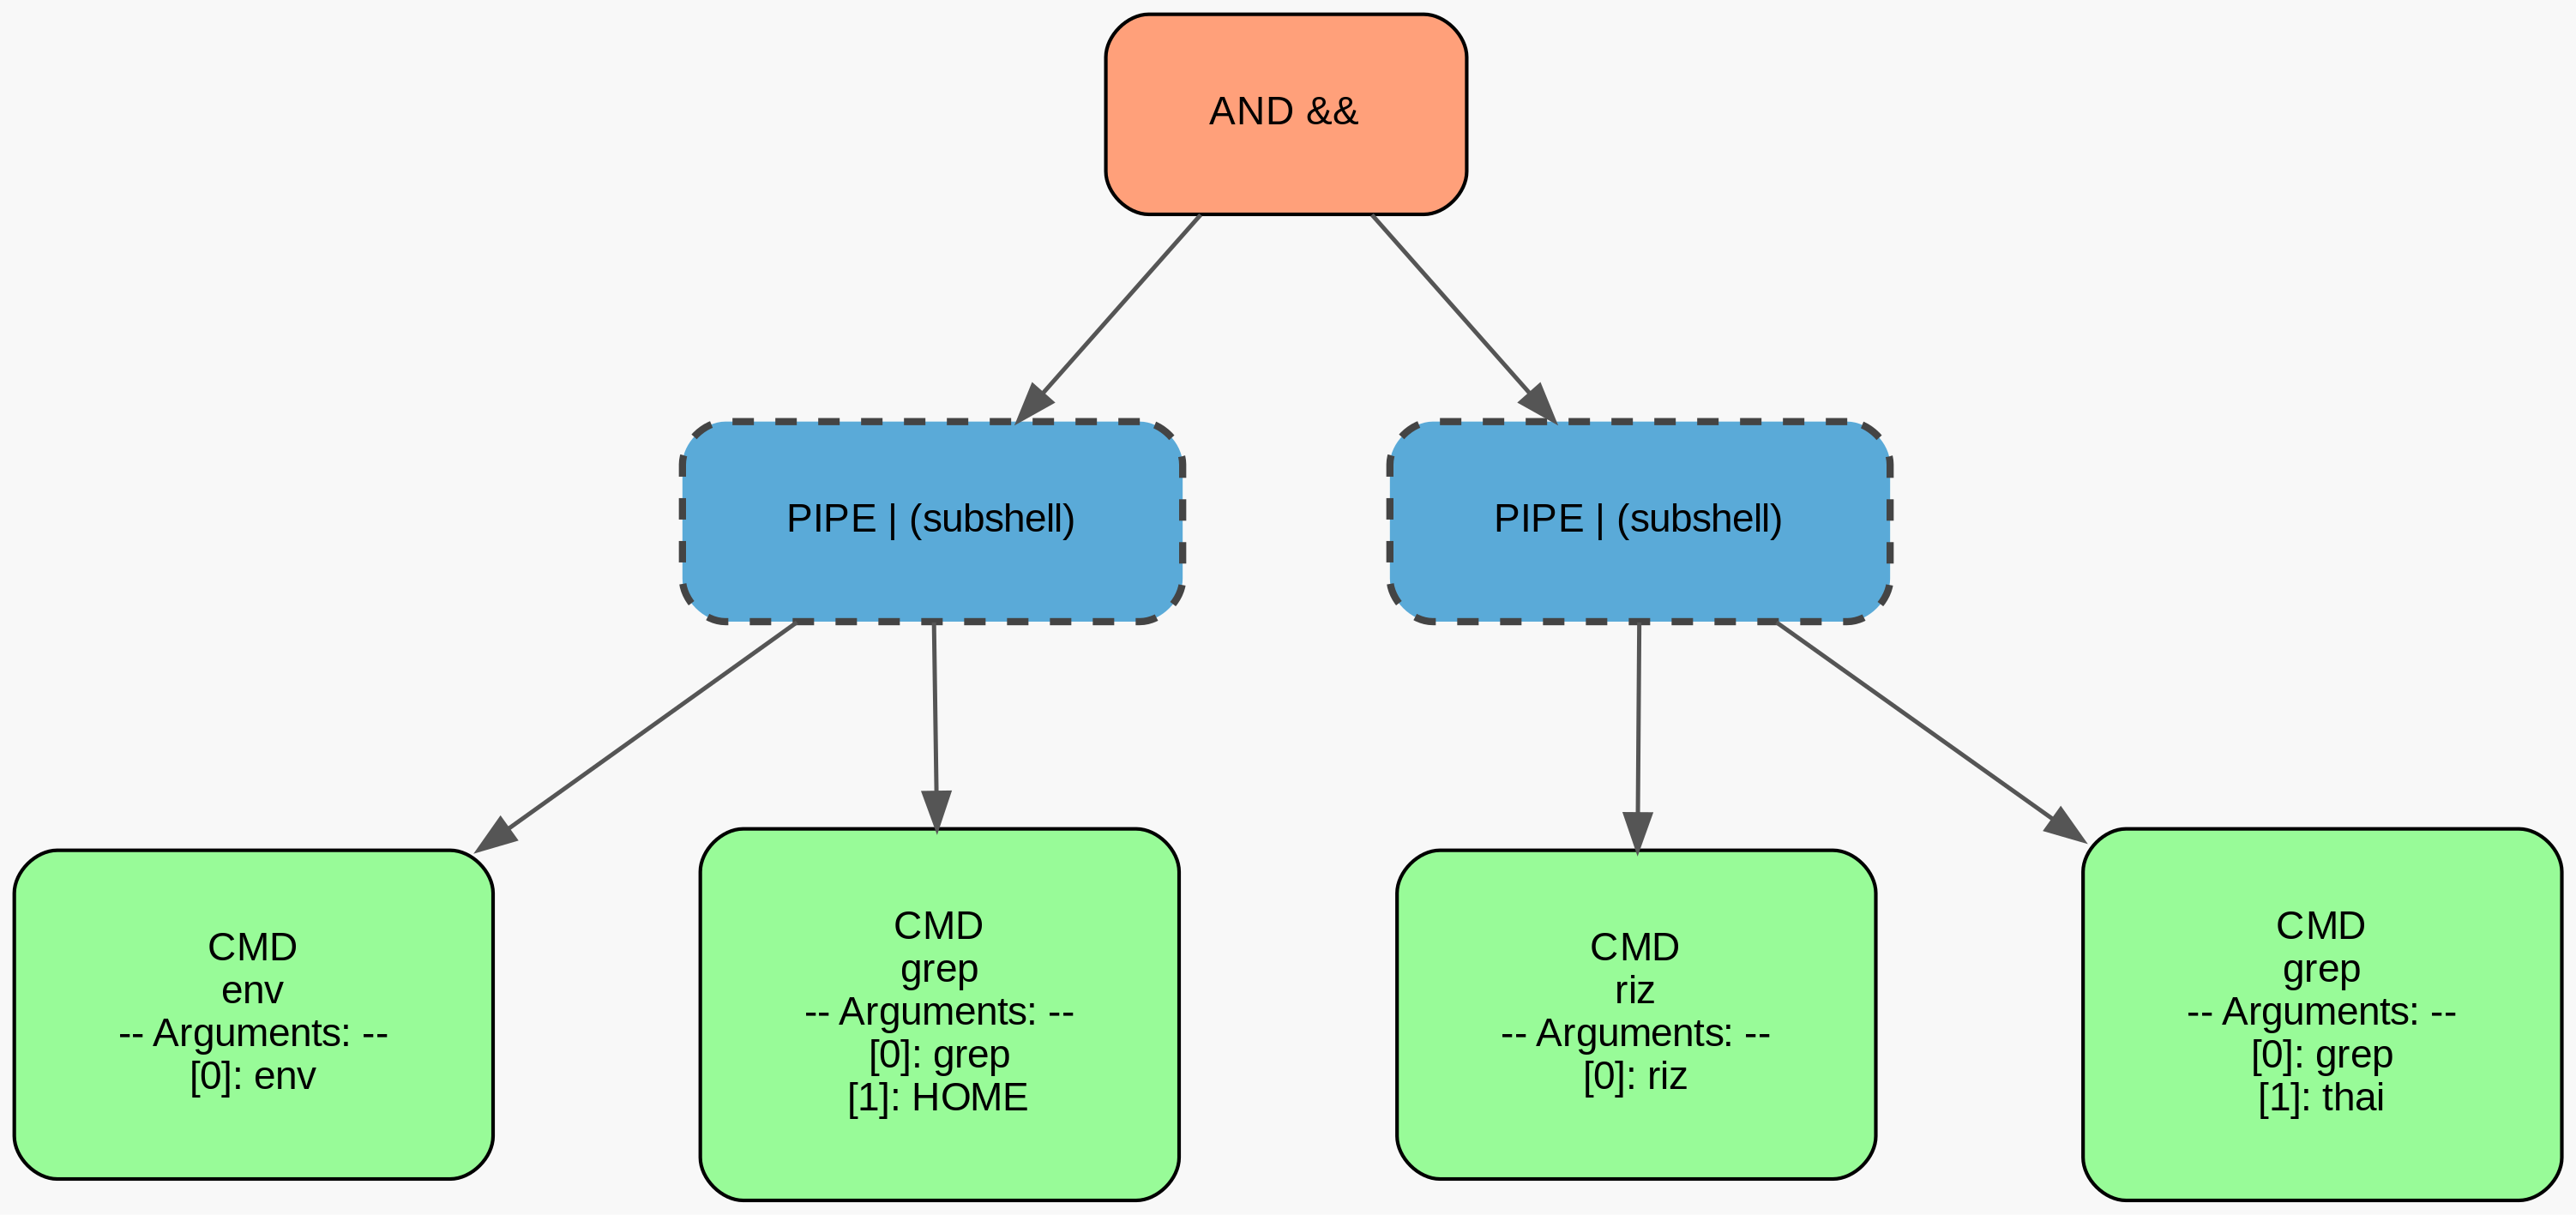 AND &&
PIPE | (subshell)
PIPE | (subshell)
CMD
env
-- Arguments: --
[0]: env
CMD
grep
-- Arguments: --
[0]: grep
[1]: HOME
CMD
riz
-- Arguments: --
[0]: riz
CMD
grep
-- Arguments: --
[0]: grep
[1]: thai